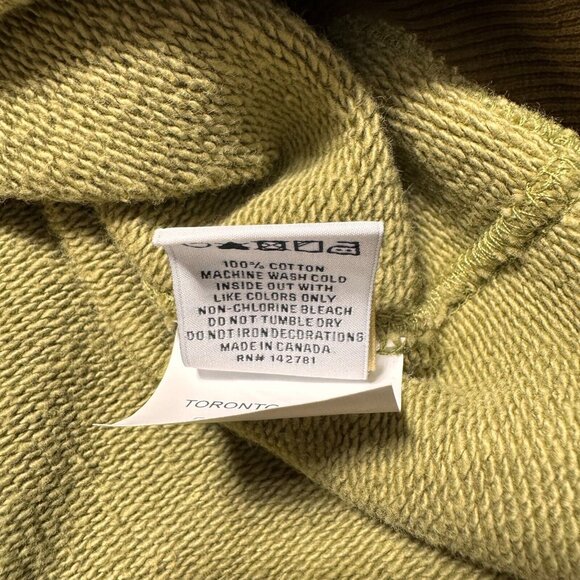 100% COTTON
MACHINE WASH COLD
INSIDE OUT WITH
LIKE COLORS ONLY
NON-CHLORINE BLEACH
DO NOT TUMBLE DRY
DO NOT IRON DECORATIONS
MADE IN CANADA
RN# 142781
TORONTO